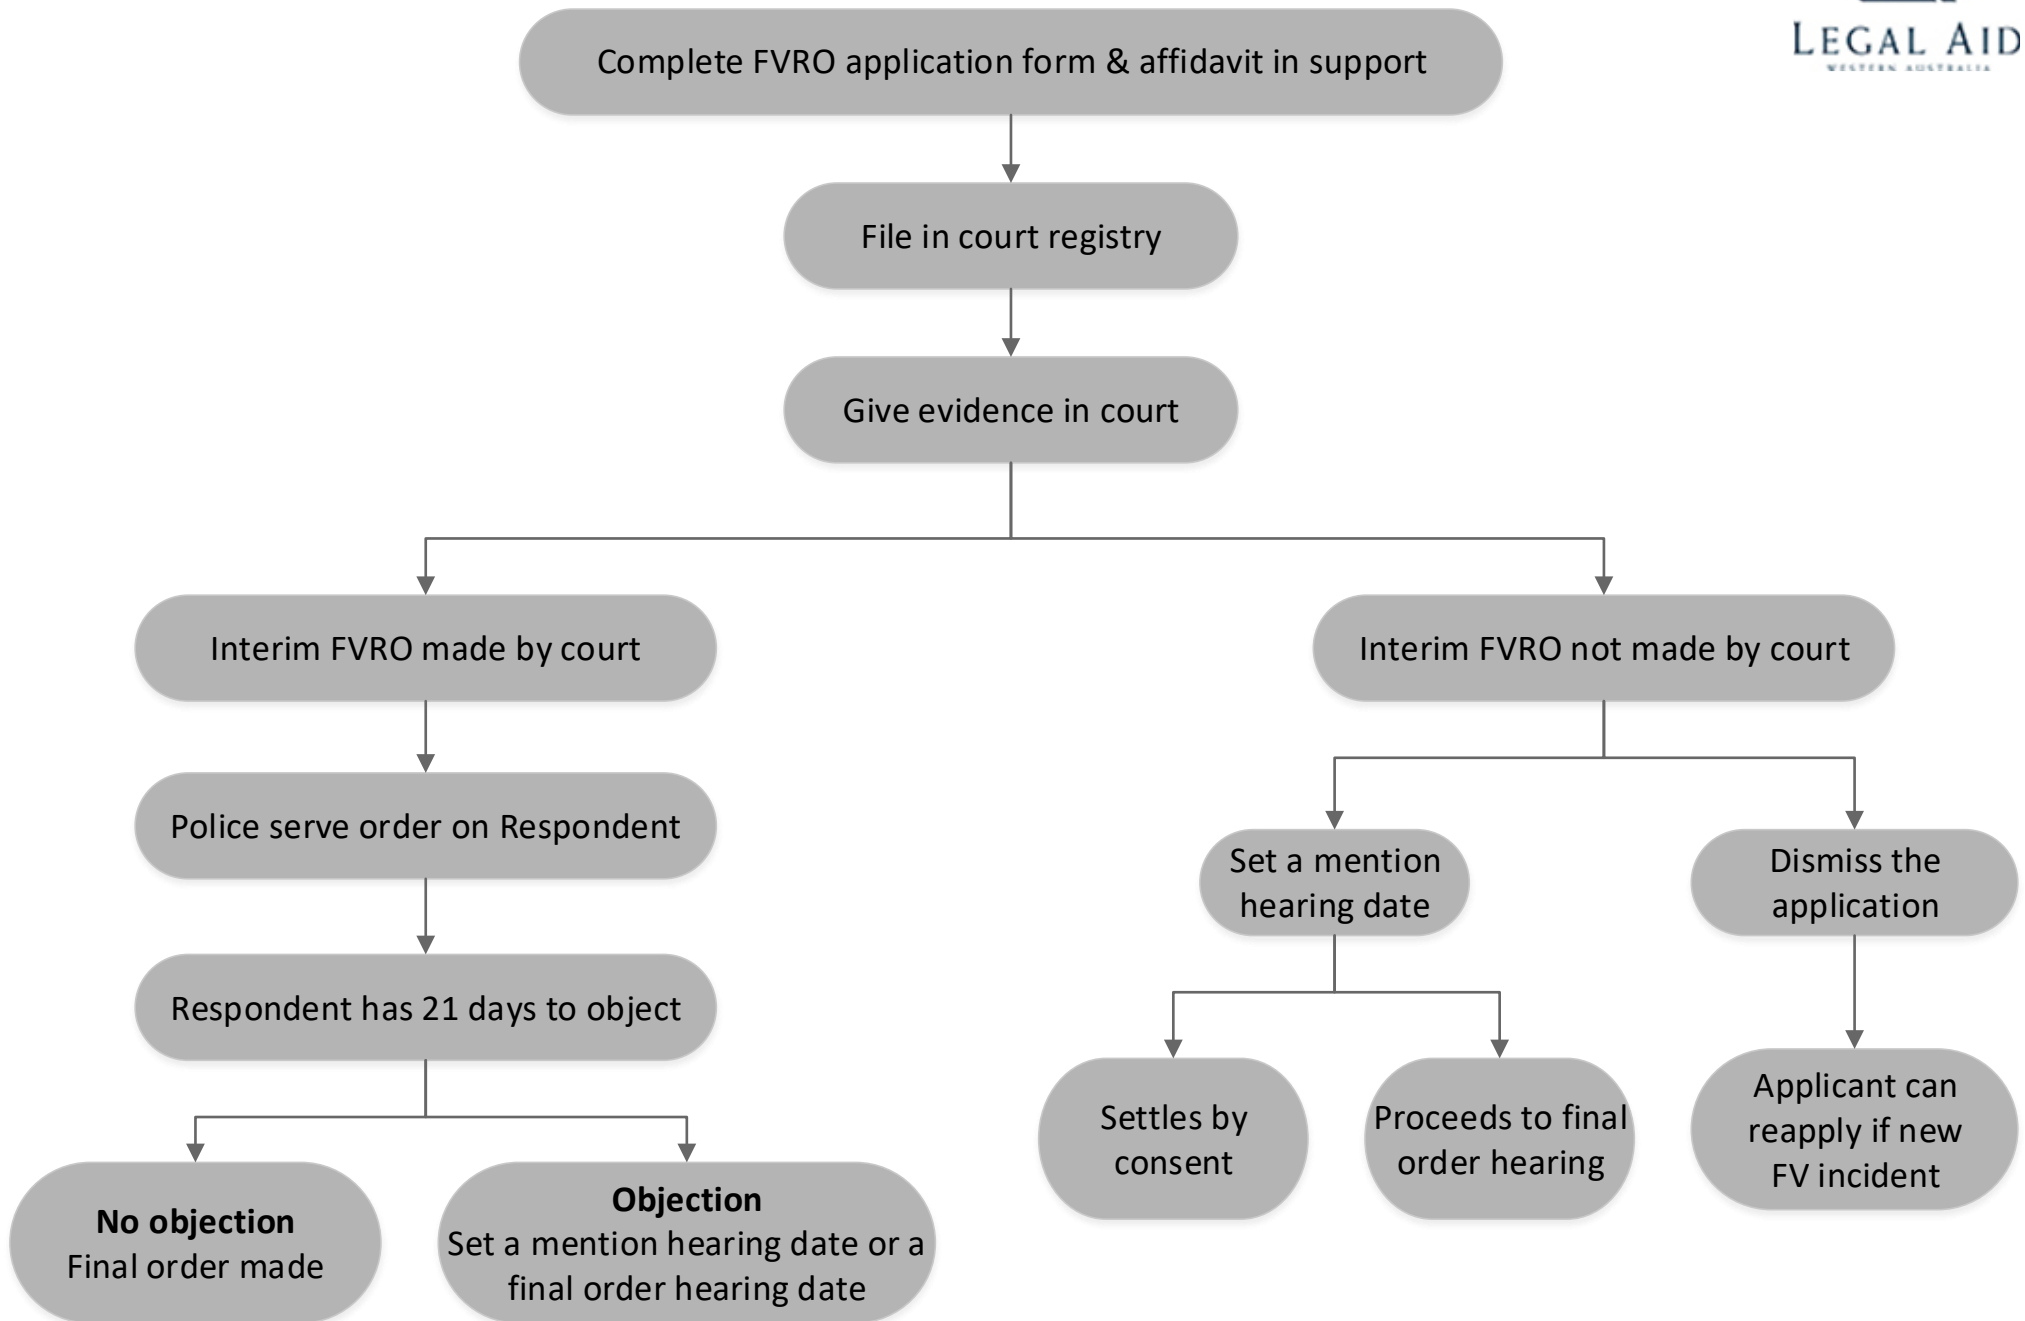 LEGAL AID
WESTERN AUSTRALIA
Complete FVRO application form & affidavit in support
File in court registry
Give evidence in court
Interim FVRO made by court
Interim FVRO not made by court
Police serve order on Respondent
Set a mention
hearing date
Dismiss the
application
Respondent has 21 days to object
Settles by
consent
Proceeds to final
order hearing
Applicant can
reapply if new
FV incident
No objection
Final order made
Objection
Set a mention hearing date or a
final order hearing date